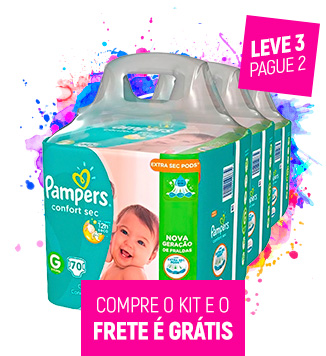 LEVE 3
PAGUE 2
EXTRA SEC PODS
Pampers
confort sec
12h
NOVA
GERAÇÃO
DE FRALDAS
G
70
COMPRE O KIT E O
FRETE É GRÁTIS